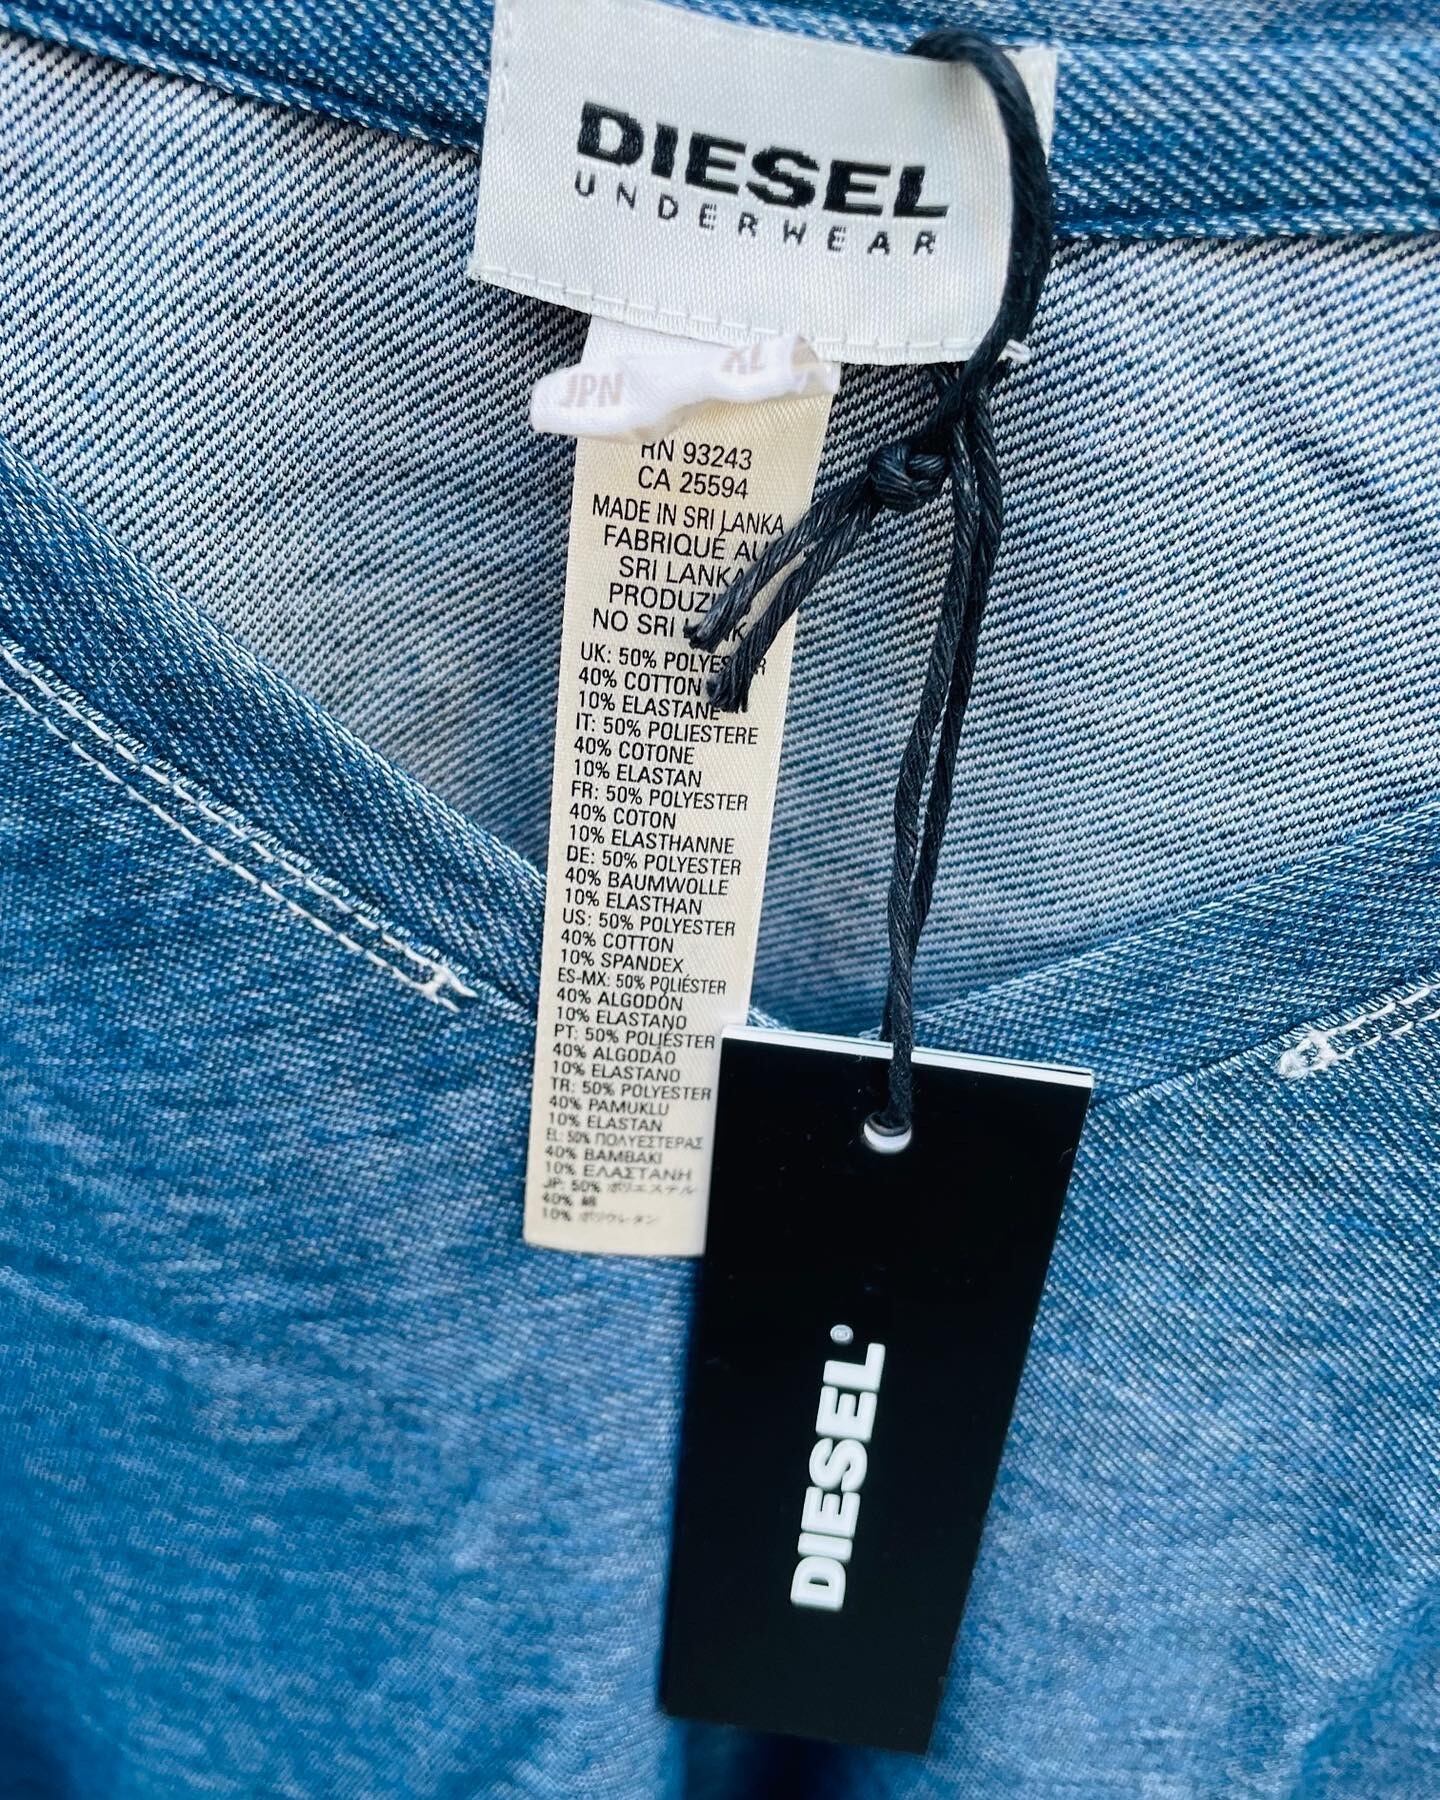 DIESEL
UNDERWEAR
JPN XL
RN 93243
CA 25594
MADE IN SRI LANKA
FABRIQUÉ AU
SRI LANKA
NO SRI
UK: 50% POLYESTER
40% COTTON
10% ELASTANE
IT: 50% POLIESTERE
40% COTONE
10% ELASTAN
FR: 50% POLYESTER
40% COTON
10% ELASTHANNE
DE: 50% POLYESTER
40% BAUMWOLLE
10% ELASTHAN
US: 50% POLYESTER
40% COTTON
10% SPANDEX
ES-MX: 50% POLIÉSTER
40% ALGODÓN
10% ELASTANO
PT: 50% POLIÉSTER
40% ALGODÃO
10% ELASTANO
TR: 50% POLYESTER
40% PAMUKLU
10% ELASTAN
EL: 50% ΠΟΛΥΕΣΤΕΡΑΣ
40% ΒΑΜΒΑΚΙ
10% ΕΛΑΣΤΑΝΗ
JP: 50% ポリエステル
40% 綿
10% ポリウレタン
DIESEL®